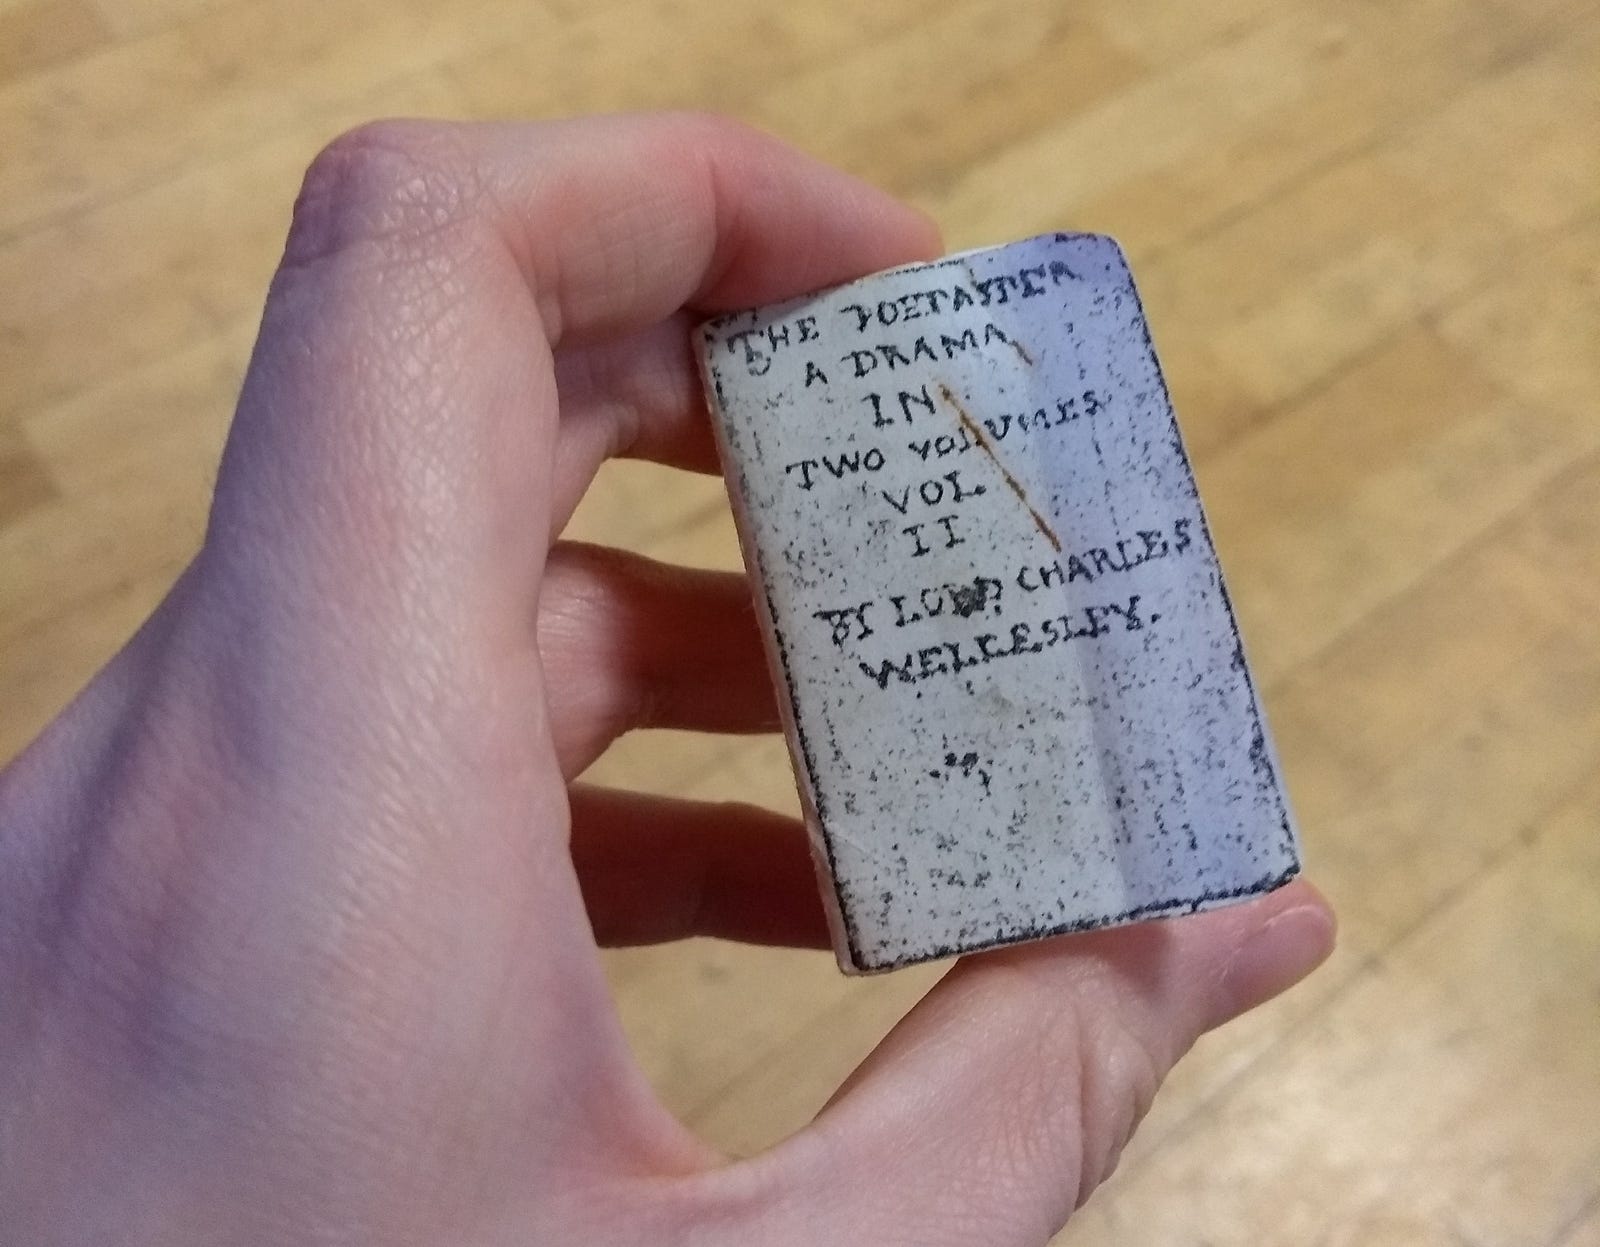 THE POETASTER
A DRAMA
IN
TWO VOLUMES
VOL
II
BY LORD CHARLES
WELLESLEY.